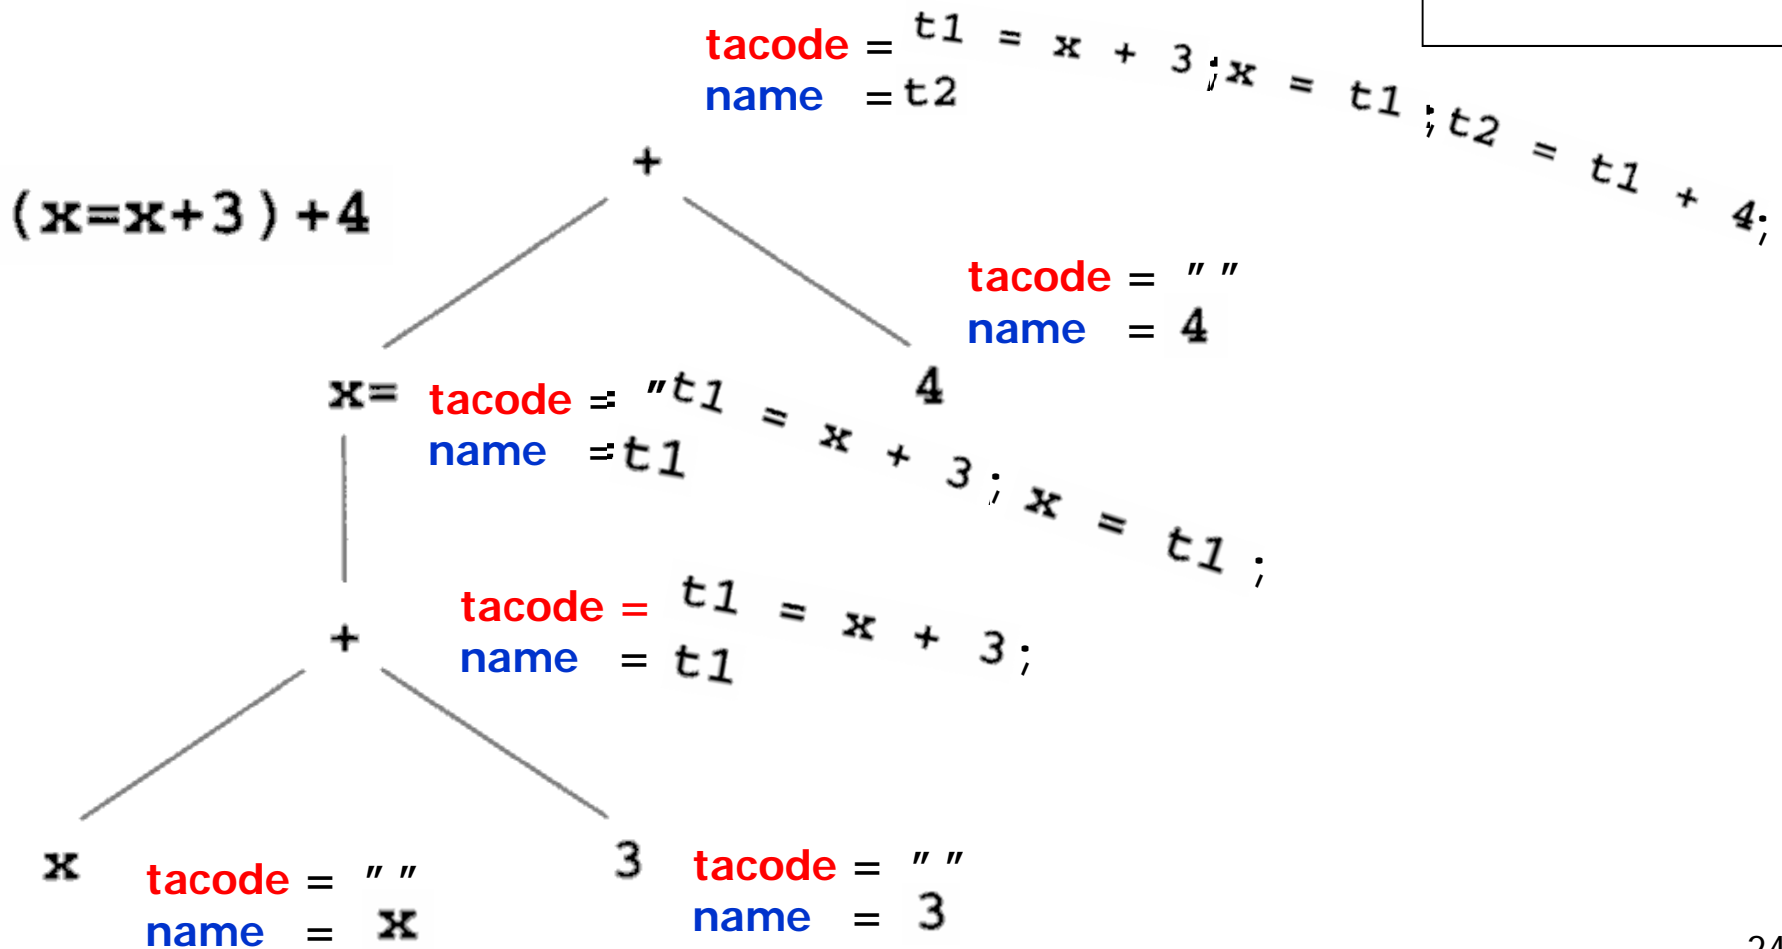 tacode = t1 = x + 3 ; x = t1 ; t2 = t1 + 4;
name = t2
+
(x=x+3)+4
tacode = " "
name = 4
x=
tacode = "t1 = x + 3 ; x = t1 ;
name = t1
4
+
tacode = t1 = x + 3;
name = t1
x
tacode = " "
name = x
3
tacode = " "
name = 3
24